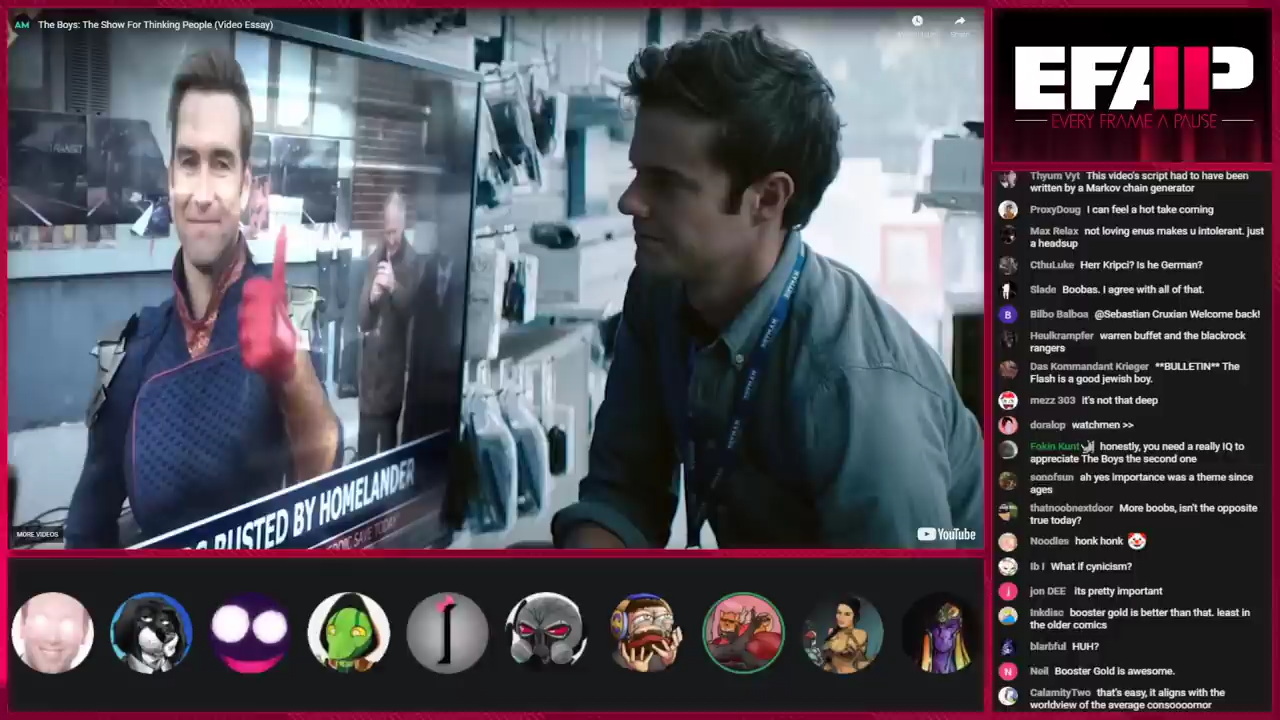 AM The Boys: The Show For Thinking People (Video Essay)
Share
S BUSTED BY HOMELANDER
SAVE TODAY
MORE VIDEOS
YouTube
EFAP
EVERY FRAME A PAUSE
Thyum Vyt This video's script had to have been
written by a Markov chain generator
ProxyDoug I can feel a hot take coming
Max Relax not loving enus makes u intolerant. just
a headsup
CthuLuke Herr Kripci? Is he German?
Slade Boobas. I agree with all of that.
B Bilbo Balboa @Sebastian Cruxian Welcome back!
Heulkrampfer warren buffet and the blackrock
rangers
Das Kommandant Krieger **BULLETIN** The
Flash is a good jewish boy.
mezz 303 it's not that deep
doralop watchmen >>
Fokin Kunt honestly, you need a really IQ to
appreciate The Boys the second one
sonofsun ah yes importance was a theme since
ages
thatnoobnextdoor More boobs, isn't the opposite
true today?
Noodles honk honk
Ib I What if cynicism?
j jon DEE its pretty important
Inkdisc booster gold is better than that. least in
the older comics
blarbful HUH?
N Neil Booster Gold is awesome.
CalamityTwo that's easy, it aligns with the
worldview of the average consoooomor